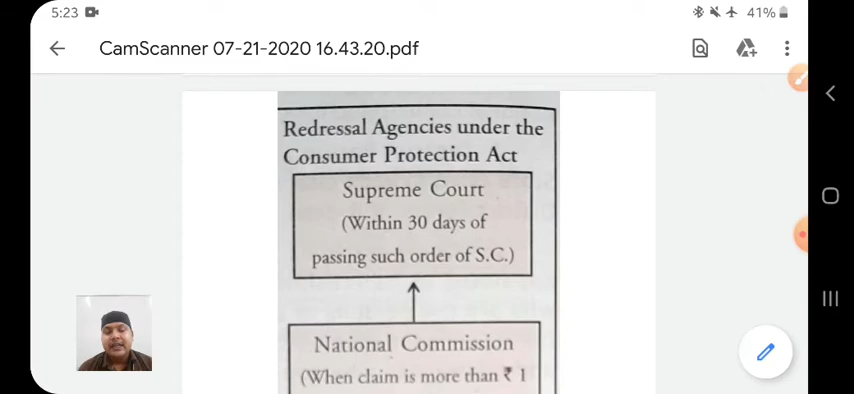 5:23
41%
CamScanner 07-21-2020 16.43.20.pdf
Redressal Agencies under the
Consumer Protection Act
Supreme Court
(Within 30 days of
passing such order of S.C.)
National Commission
(When claim is more than ₹ 1